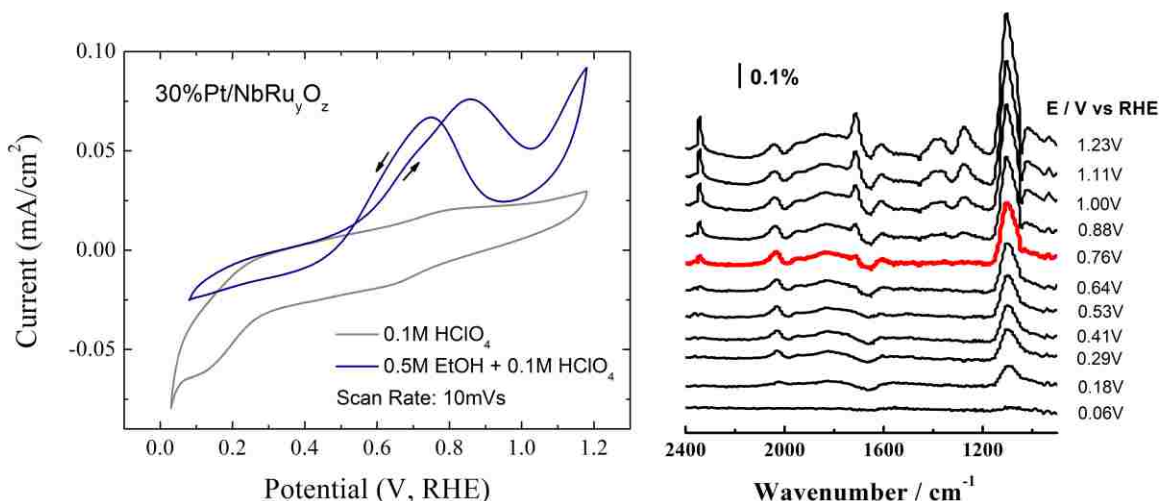 0.10
0.05
0.00
-0.05
30%Pt/NbRu_yO_z
0.1M HClO_4
0.5M EtOH + 0.1M HClO_4
Scan Rate: 10mVs
0.0 0.2 0.4 0.6 0.8 1.0 1.2
Potential (V, RHE)
Current (mA/cm²)
0.1%
E / V vs RHE
1.23V
1.11V
1.00V
0.88V
0.76V
0.64V
0.53V
0.41V
0.29V
0.18V
0.06V
2400 2000 1600 1200
Wavenumber / cm⁻¹